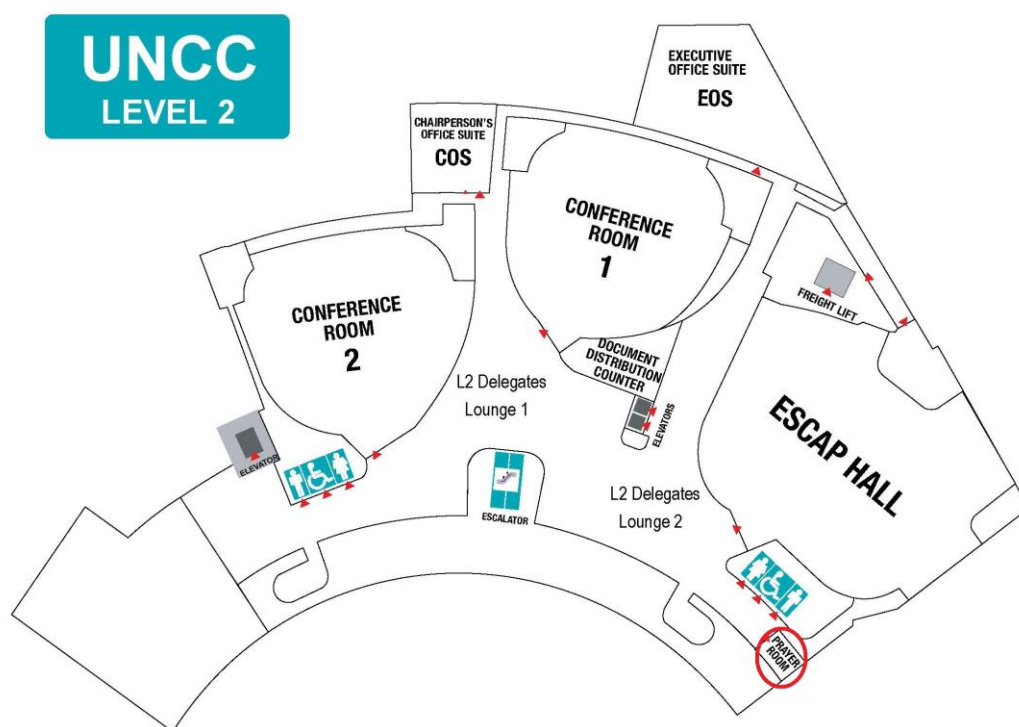 UNCC
LEVEL 2
EXECUTIVE
OFFICE SUITE
EOS
CHAIRPERSON'S
OFFICE SUITE
COS
CONFERENCE
ROOM
1
CONFERENCE
ROOM
2
FREIGHT LIFT
DOCUMENT
DISTRIBUTION
COUNTER
L2 Delegates
Lounge 1
ELEVATORS
ESCAP HALL
ELEVATOR
ESCALATOR
L2 Delegates
Lounge 2
PRAYER
ROOM